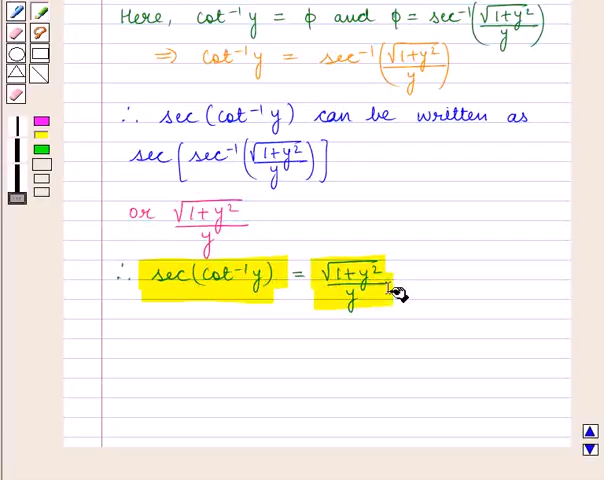 Here, cot⁻¹y = ϕ and ϕ = sec⁻¹(√(1+y²)/y)
⇒ cot⁻¹y = sec⁻¹(√(1+y²)/y)
∴ sec(cot⁻¹y) can be written as
sec[sec⁻¹(√(1+y²)/y)]
or √(1+y²)/y
∴ sec(cot⁻¹y) = √(1+y²)/y